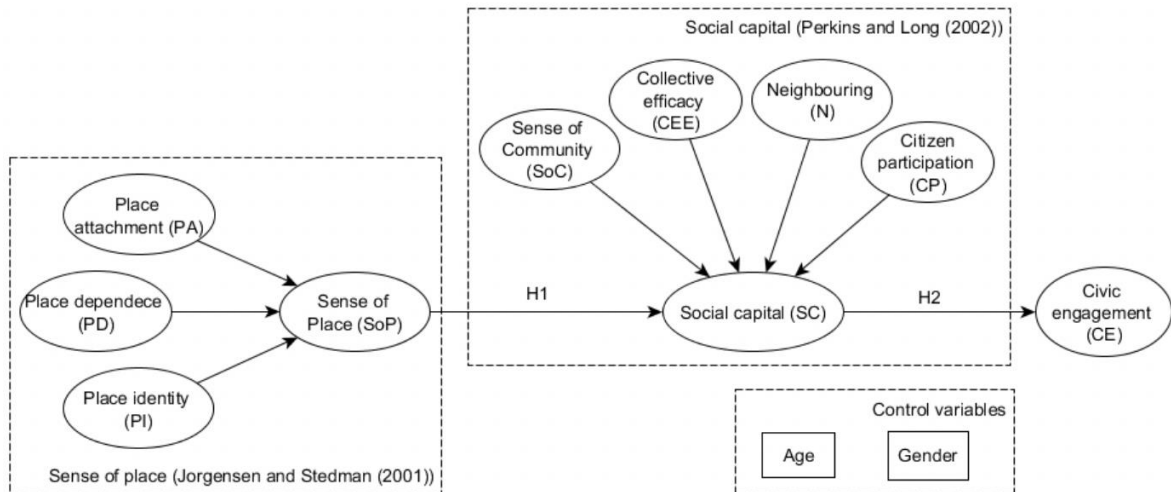 Social capital (Perkins and Long (2002))
Collective
efficacy
(CEE)
Neighbouring
(N)
Sense of
Community
(SoC)
Citizen
participation
(CP)
Place
attachment (PA)
Place dependece
(PD)
Sense of
Place (SoP)
H1
Social capital (SC)
H2
Civic
engagement
(CE)
Place identity
(PI)
Sense of place (Jorgensen and Stedman (2001))
Control variables
Age
Gender